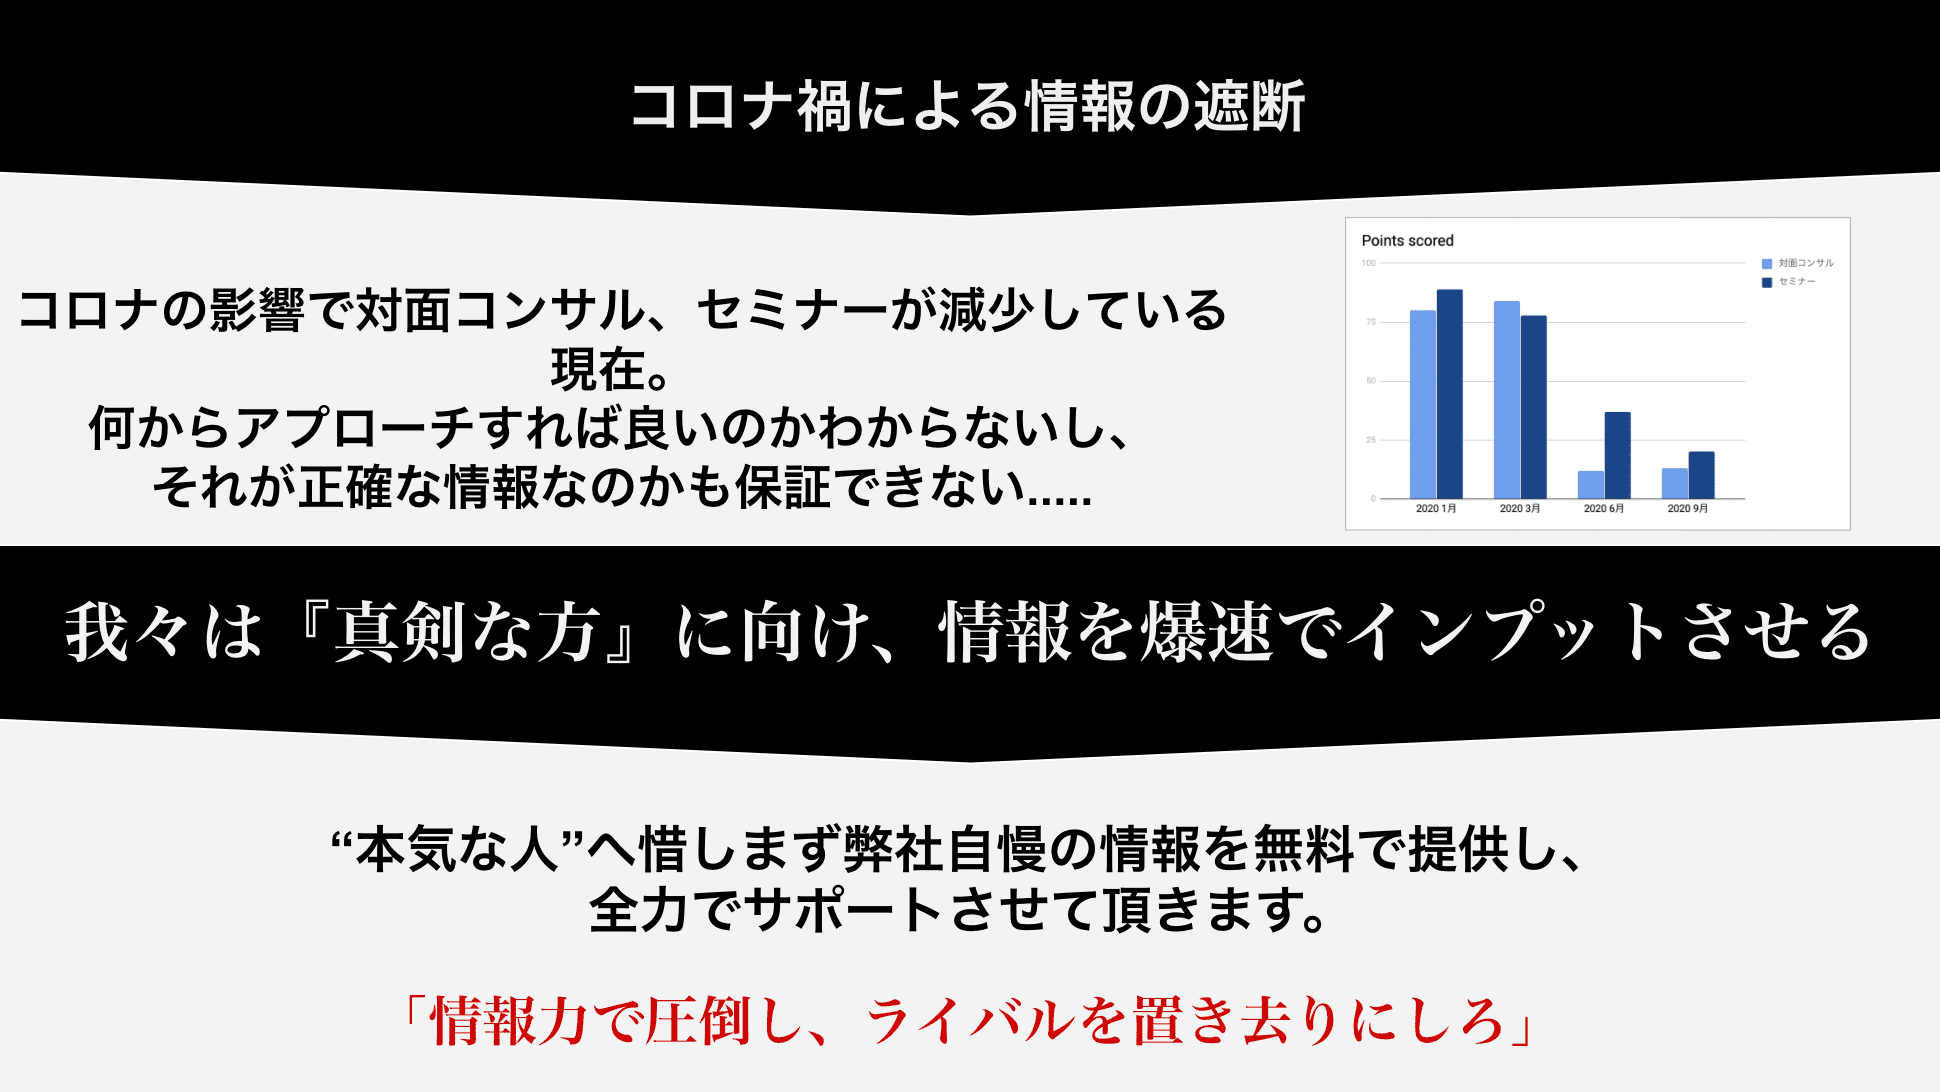 コロナ禍による情報の遮断
コロナの影響で対面コンサル、セミナーが減少している
現在。
何からアプローチすれば良いのかわからないし、
それが正確な情報なのかも保証できない.....
Points scored
100
75
50
25
0
2020 1月
2020 3月
2020 6月
2020 9月
対面コンサル
セミナー
我々は『真剣な方』に向け、情報を爆速でインプットさせる
“本気な人”へ惜しまず弊社自慢の情報を無料で提供し、
全力でサポートさせて頂きます。
「情報力で圧倒し、ライバルを置き去りにしろ」